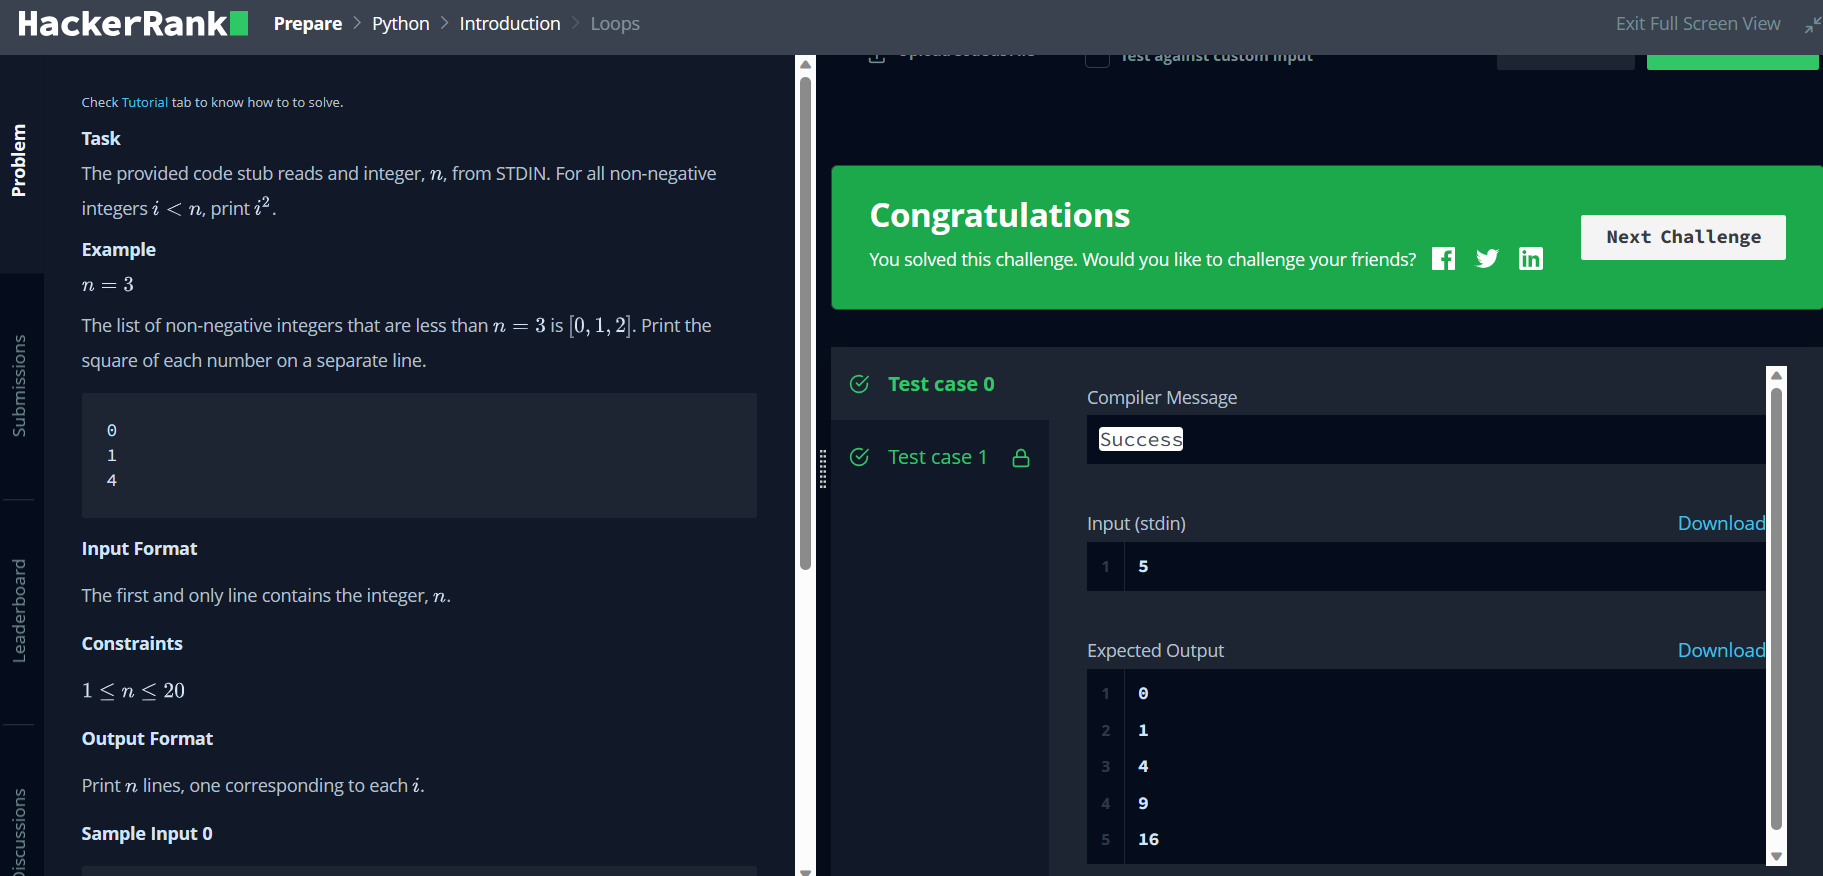 HackerRank Prepare > Python > Introduction > Loops Exit Full Screen View
Problem
Submissions
Leaderboard
Discussions
Check Tutorial tab to know how to to solve.
Task
The provided code stub reads and integer, n, from STDIN. For all non-negative
integers i < n, print i².
Example
n = 3
The list of non-negative integers that are less than n = 3 is [0, 1, 2]. Print the
square of each number on a separate line.
0
1
4
Input Format
The first and only line contains the integer, n.
Constraints
1 ≤ n ≤ 20
Output Format
Print n lines, one corresponding to each i.
Sample Input 0
Test against custom input
Congratulations
You solved this challenge. Would you like to challenge your friends?
Next Challenge
Test case 0
Test case 1
Compiler Message
Success
Input (stdin) Download
1 5
Expected Output Download
1 0
2 1
3 4
4 9
5 16